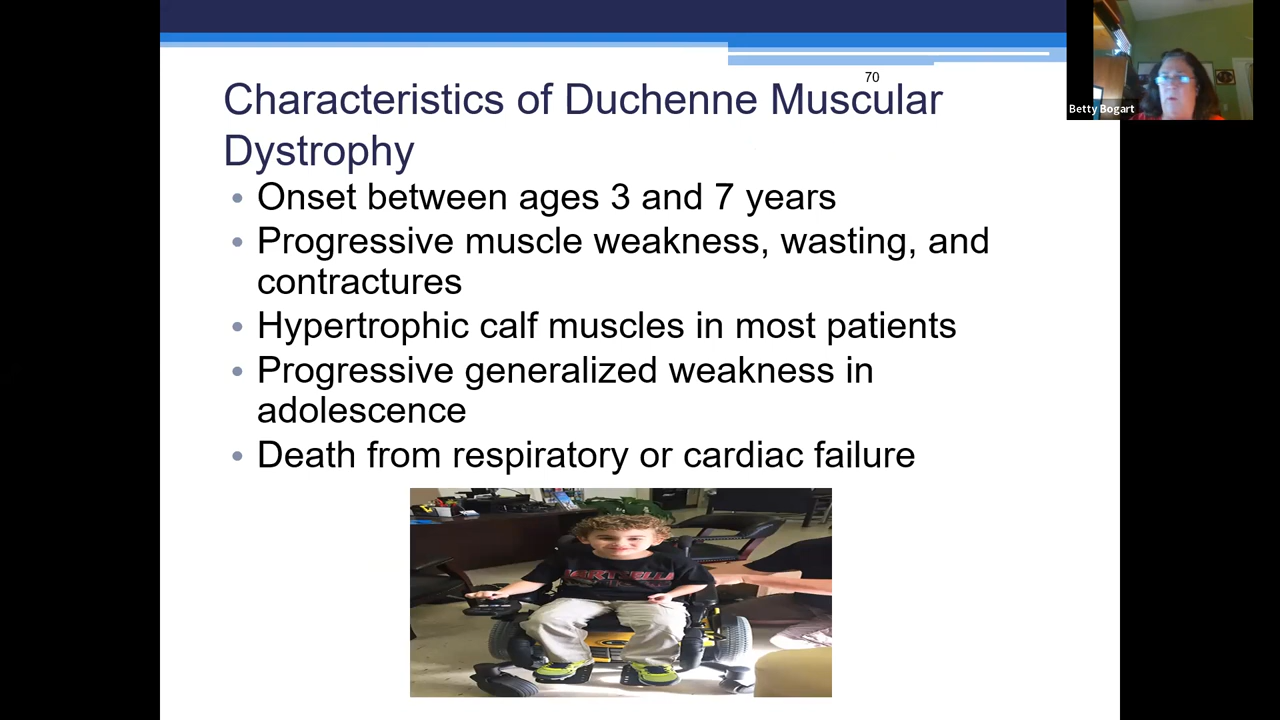 70
Characteristics of Duchenne Muscular
Dystrophy
• Onset between ages 3 and 7 years
• Progressive muscle weakness, wasting, and
contractures
• Hypertrophic calf muscles in most patients
• Progressive generalized weakness in
adolescence
• Death from respiratory or cardiac failure
Betty Bogart